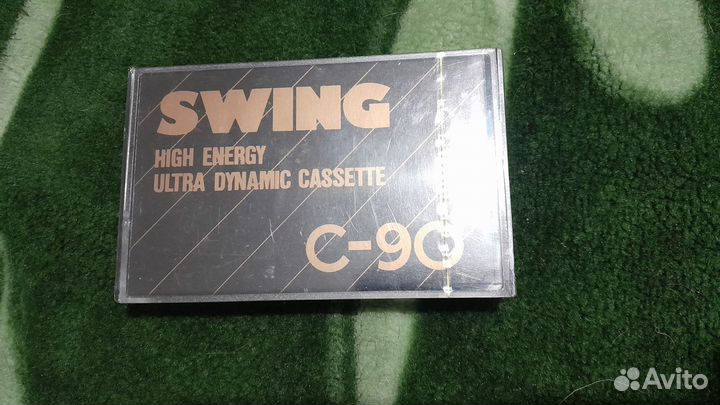 SWING
HIGH ENERGY
ULTRA DYNAMIC CASSETTE
C-90
Avito